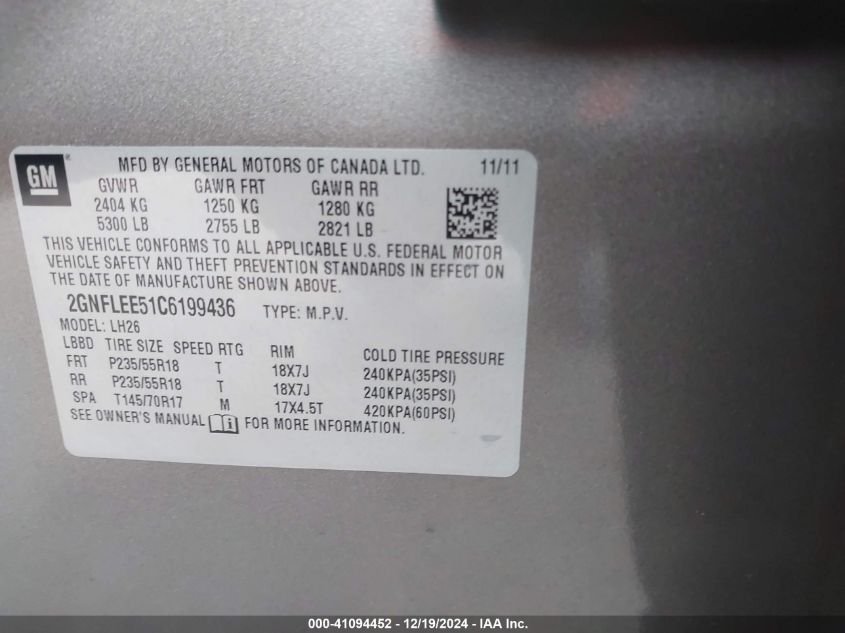 GM
MFD BY GENERAL MOTORS OF CANADA LTD. 11/11
GVWR GAWR FRT GAWR RR
2404 KG 1250 KG 1280 KG
5300 LB 2755 LB 2821 LB
THIS VEHICLE CONFORMS TO ALL APPLICABLE U.S. FEDERAL MOTOR
VEHICLE SAFETY AND THEFT PREVENTION STANDARDS IN EFFECT ON
THE DATE OF MANUFACTURE SHOWN ABOVE.
2GNFLEE51C6199436 TYPE: M.P.V.
MODEL: LH26
LBBD TIRE SIZE SPEED RTG RIM COLD TIRE PRESSURE
FRT P235/55R18 T 18X7J 240KPA(35PSI)
RR P235/55R18 T 18X7J 240KPA(35PSI)
SPA T145/70R17 M 17X4.5T 420KPA(60PSI)
SEE OWNER'S MANUAL i FOR MORE INFORMATION.
000-41094452 - 12/19/2024 - IAA Inc.